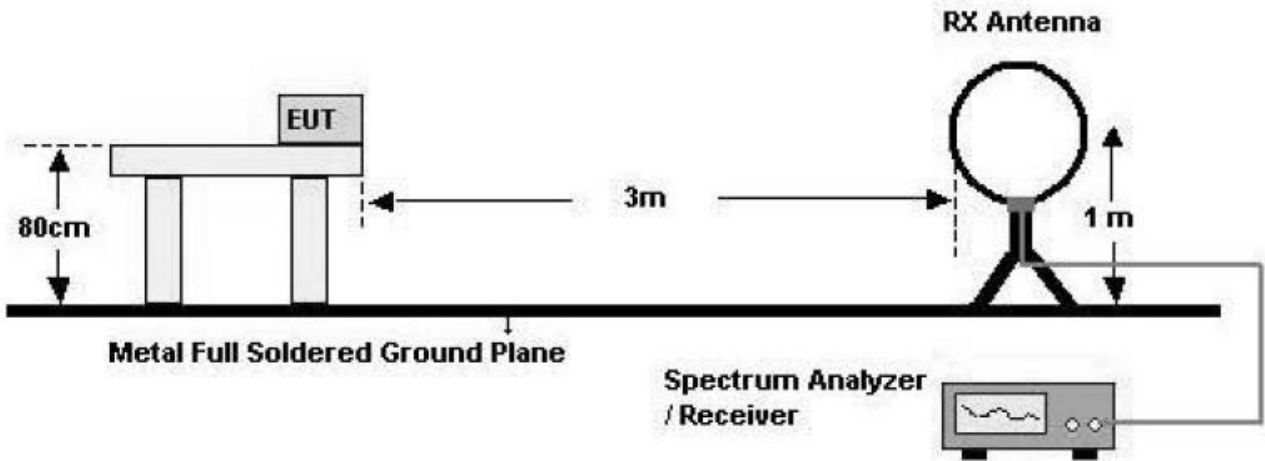 RX Antenna
EUT
80cm
3m
1 m
Metal Full Soldered Ground Plane
Spectrum Analyzer
/ Receiver